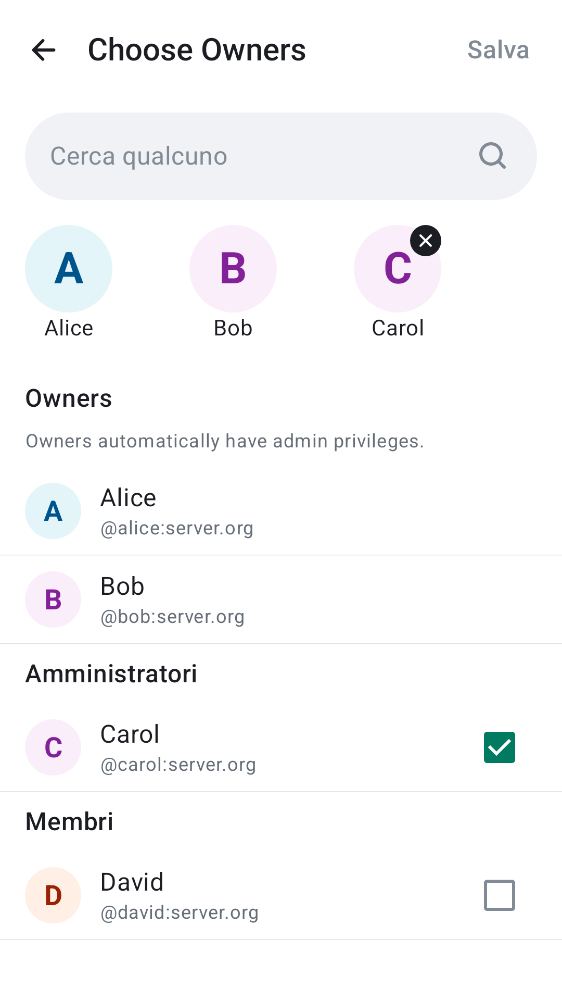 Choose Owners
Salva
Cerca qualcuno
A
B
C
Alice
Bob
Carol
Owners
Owners automatically have admin privileges.
A
Alice
@alice:server.org
B
Bob
@bob:server.org
Amministratori
C
Carol
@carol:server.org
Membri
D
David
@david:server.org